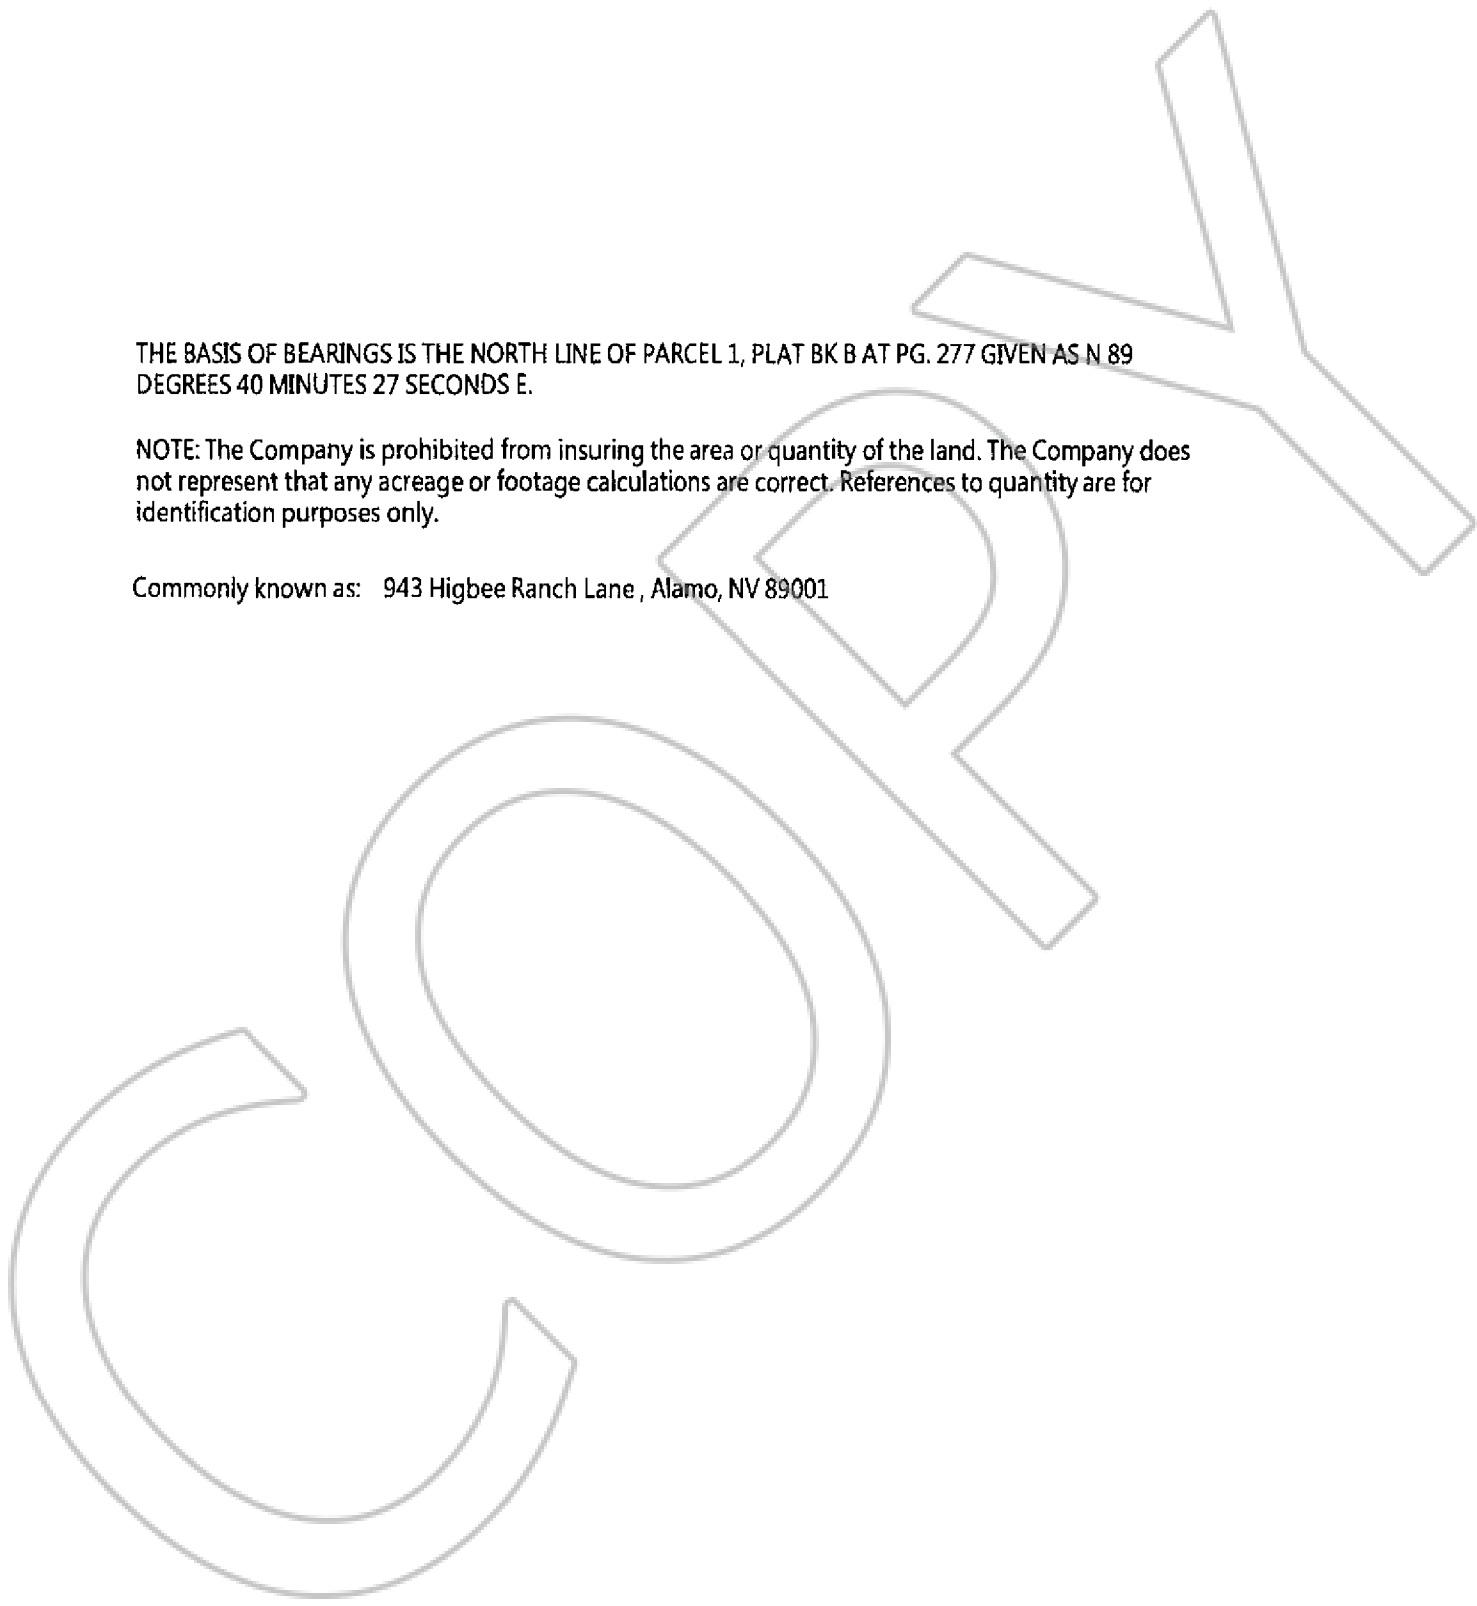 THE BASIS OF BEARINGS IS THE NORTH LINE OF PARCEL 1, PLAT BK B AT PG. 277 GIVEN AS N 89
DEGREES 40 MINUTES 27 SECONDS E.
NOTE: The Company is prohibited from insuring the area or quantity of the land. The Company does
not represent that any acreage or footage calculations are correct. References to quantity are for
identification purposes only.
Commonly known as: 943 Higbee Ranch Lane , Alamo, NV 89001
COPY